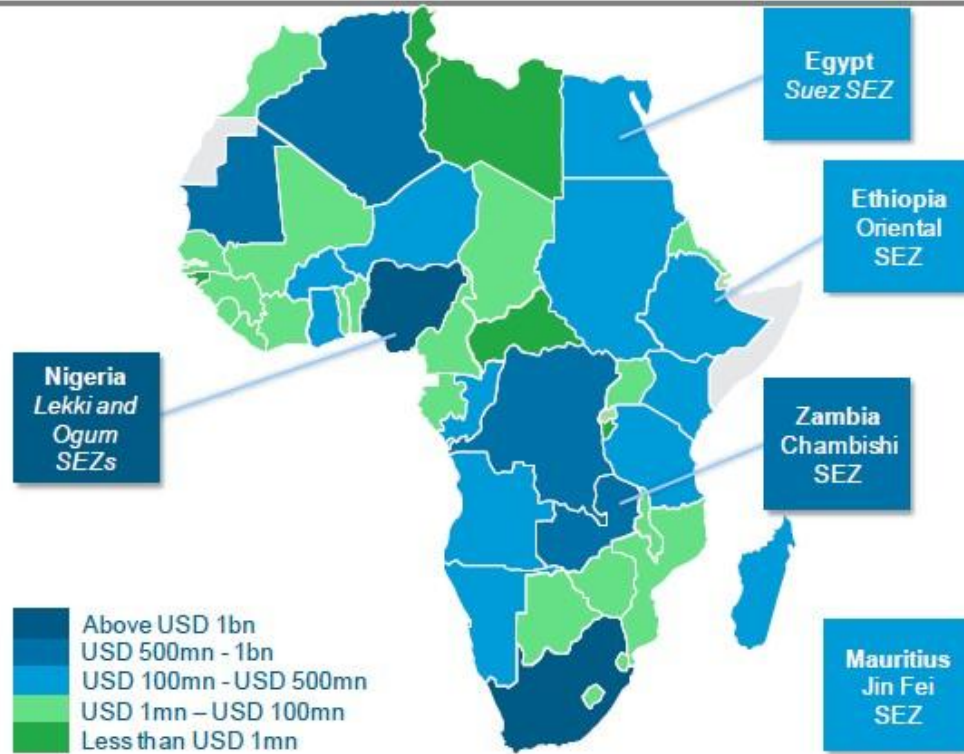 Egypt
Suez SEZ
Ethiopia
Oriental
SEZ
Nigeria
Lekki and
Ogum
SEZs
Zambia
Chambishi
SEZ
Above USD 1bn
USD 500mn - 1bn
USD 100mn - USD 500mn
USD 1mn – USD 100mn
Less than USD 1mn
Mauritius
Jin Fei
SEZ